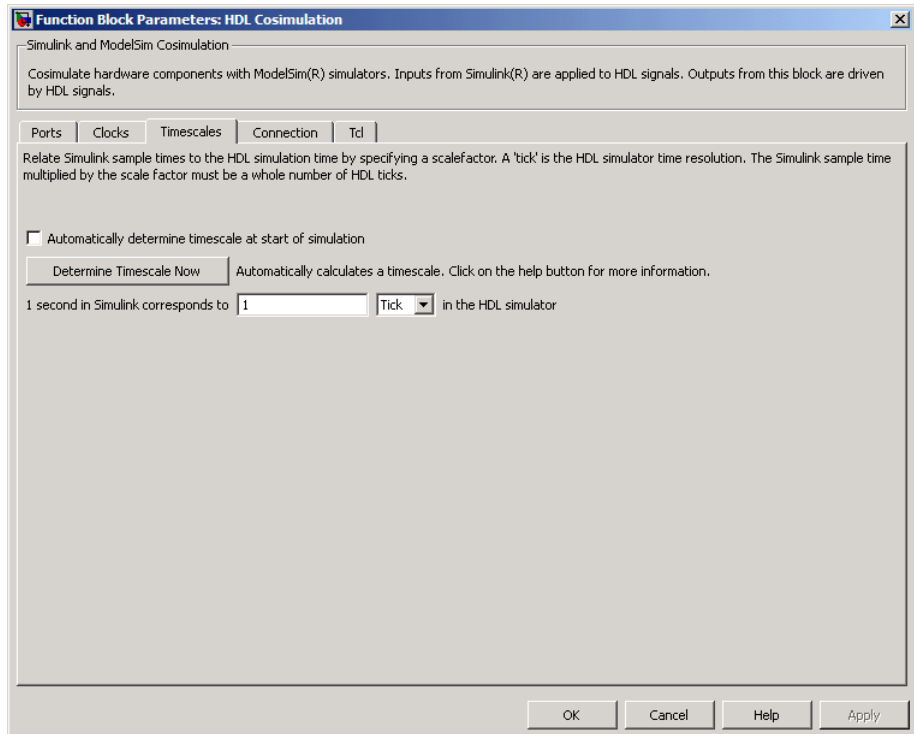 Function Block Parameters: HDL Cosimulation
Simulink and ModelSim Cosimulation
Cosimulate hardware components with ModelSim(R) simulators. Inputs from Simulink(R) are applied to HDL signals. Outputs from this block are driven
by HDL signals.
Ports Clocks Timescales Connection Tcl
Relate Simulink sample times to the HDL simulation time by specifying a scalefactor. A 'tick' is the HDL simulator time resolution. The Simulink sample time
multiplied by the scale factor must be a whole number of HDL ticks.
Automatically determine timescale at start of simulation
Determine Timescale Now Automatically calculates a timescale. Click on the help button for more information.
1 second in Simulink corresponds to 1 Tick in the HDL simulator
OK Cancel Help Apply